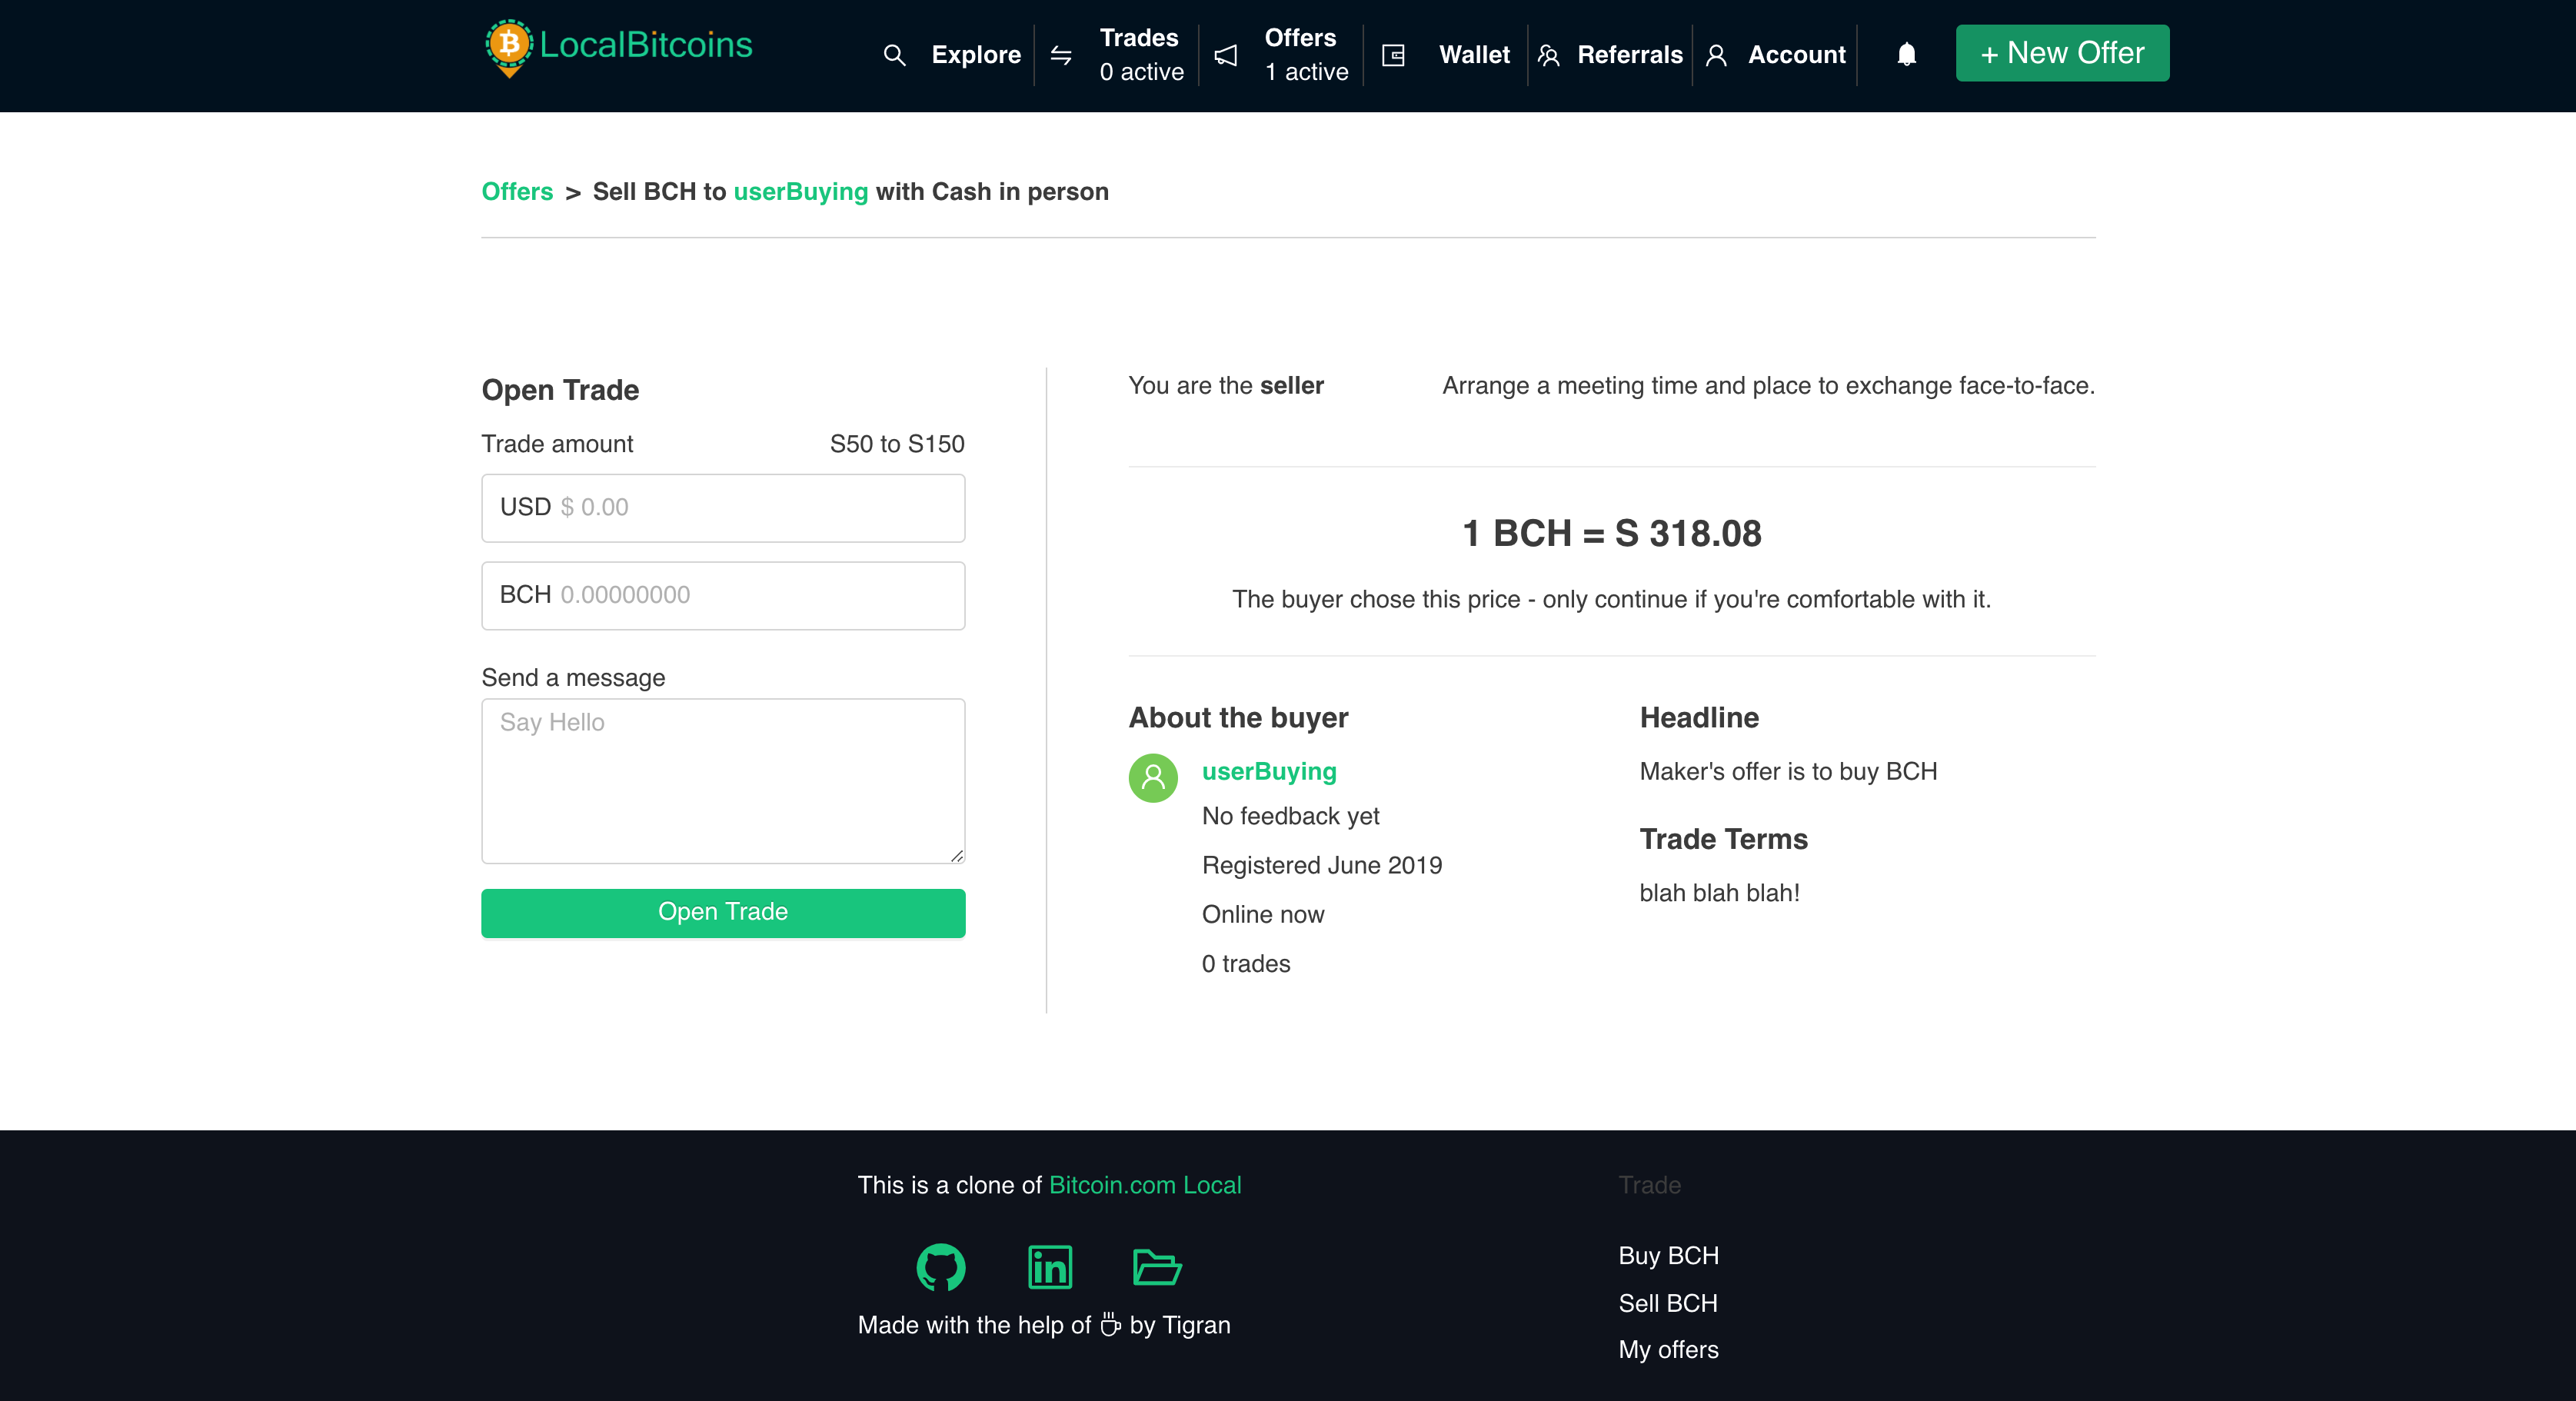 LocalBitcoins
Explore
Trades
0 active
Offers
1 active
Wallet
Referrals
Account
+ New Offer
Offers > Sell BCH to userBuying with Cash in person
Open Trade
Trade amount S50 to S150
USD $ 0.00
BCH 0.00000000
Send a message
Say Hello
Open Trade
You are the seller Arrange a meeting time and place to exchange face-to-face.
1 BCH = S 318.08
The buyer chose this price - only continue if you're comfortable with it.
About the buyer
userBuying
No feedback yet
Registered June 2019
Online now
0 trades
Headline
Maker's offer is to buy BCH
Trade Terms
blah blah blah!
This is a clone of Bitcoin.com Local
Made with the help of by Tigran
Trade
Buy BCH
Sell BCH
My offers